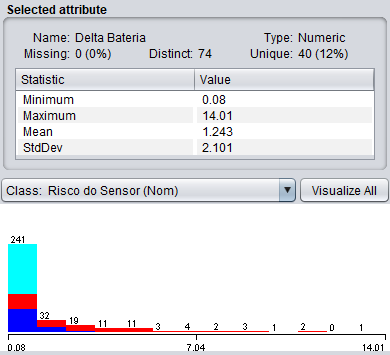 Selected attribute
Name: Delta Bateria Type: Numeric
Missing: 0 (0%) Distinct: 74 Unique: 40 (12%)
Statistic Value
Minimum 0.08
Maximum 14.01
Mean 1.243
StdDev 2.101
Class: Risco do Sensor (Nom) Visualize All
241
32 19 11 11 3 4 2 3 1 2 0 1
0.08 7.04 14.01